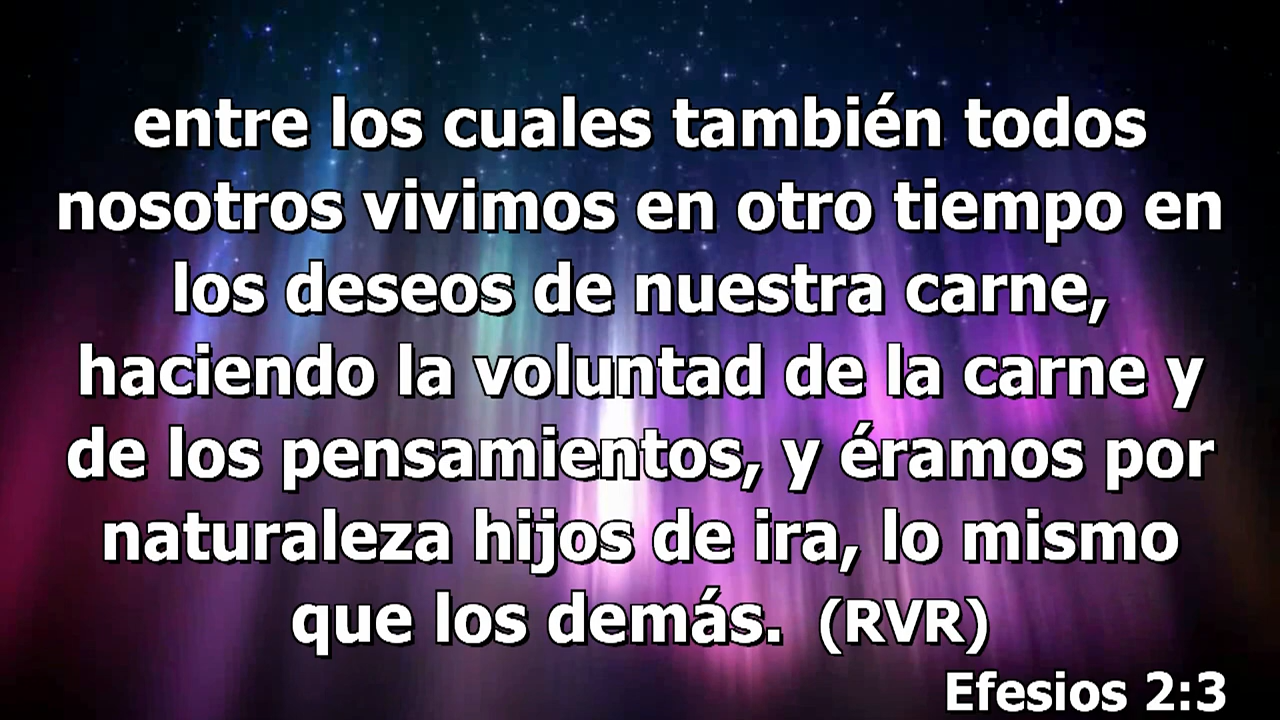 entre los cuales también todos
nosotros vivimos en otro tiempo en
los deseos de nuestra carne,
haciendo la voluntad de la carne y
de los pensamientos, y éramos por
naturaleza hijos de ira, lo mismo
que los demás. (RVR)
Efesios 2:3